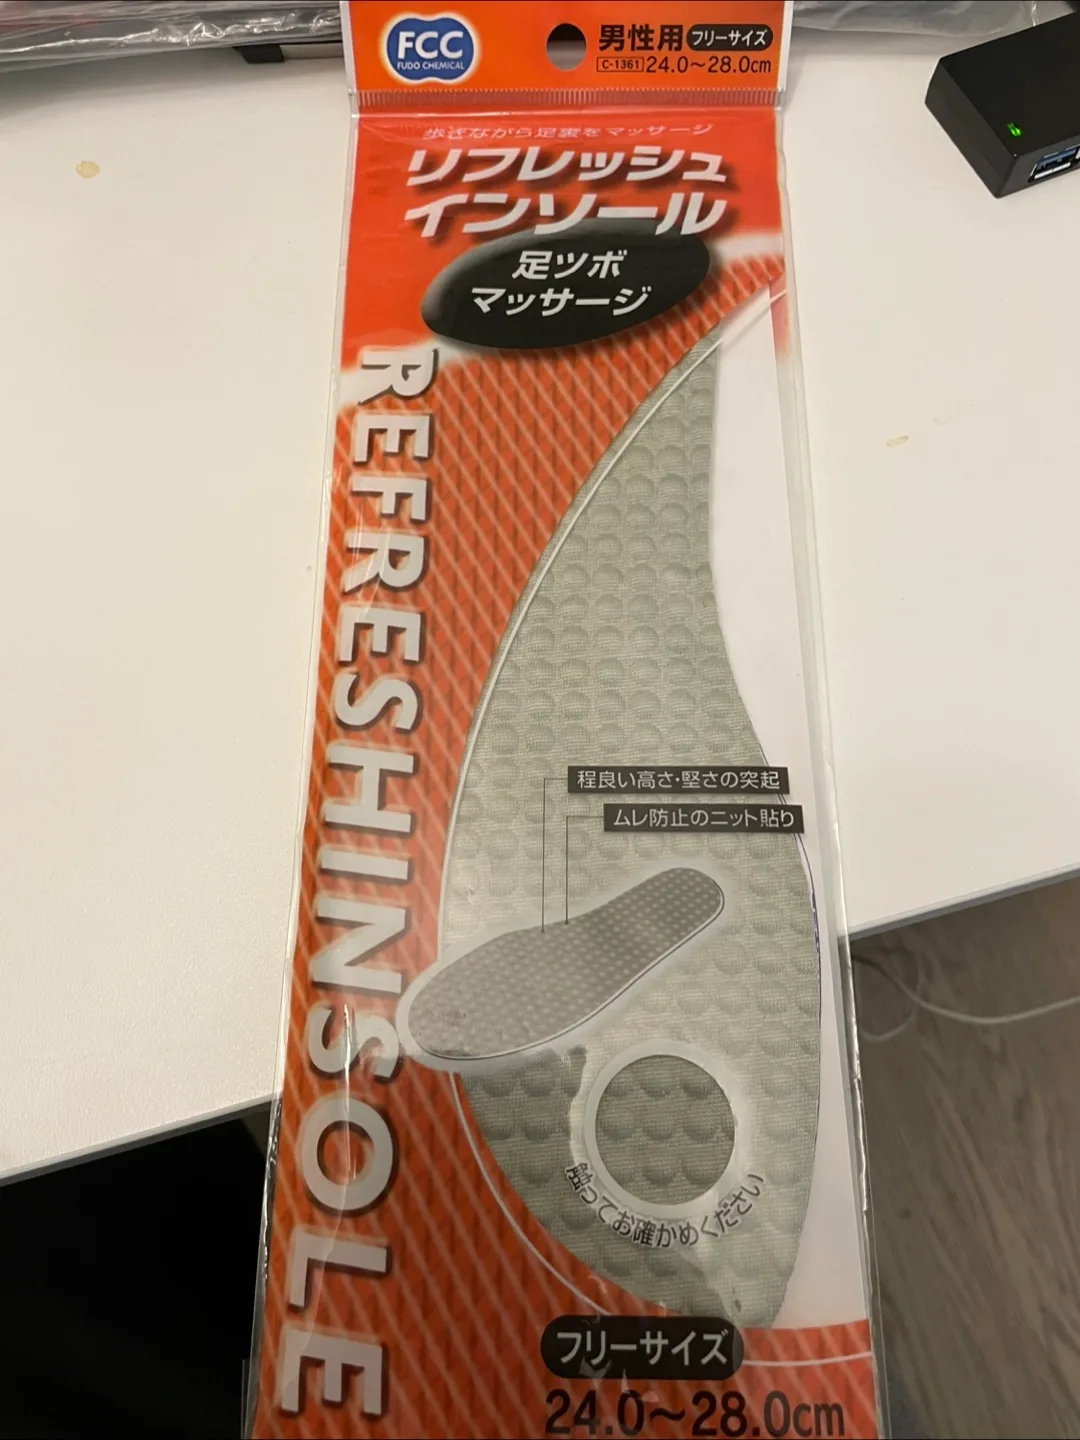 FCC
FUDO CHEMICAL
男性用 フリーサイズ
C-1361 24.0～28.0cm
歩きながら足裏をマッサージ
リフレッシュ
インソール
足ツボ
マッサージ
REFRESH INSOLE
程良い高さ・堅さの突起
ムレ防止のニット貼り
触ってお確かめください
フリーサイズ
24.0～28.0cm